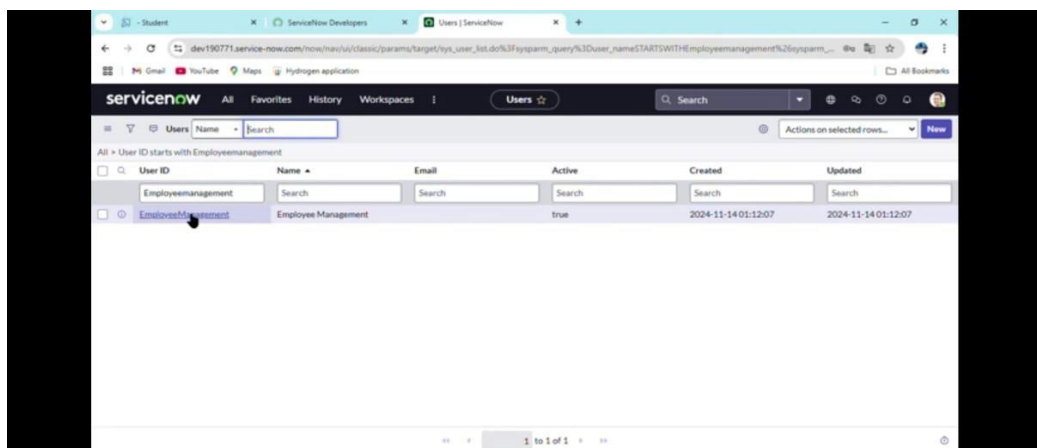 - Student ServiceNow Developers Users | ServiceNow
dev190771.service-now.com/now/nav/ui/classic/params/target/sys_user_list.do%3Fsysparm_query%3Duser_nameSTARTSWITHEmployeemanagement%26sysparm_...
Gmail YouTube Maps Hydrogen application All Bookmarks
servicenow All Favorites History Workspaces Users Search
Users Name Search Actions on selected rows... New
All > User ID starts with Employeemanagement
User ID Name Email Active Created Updated
Employeemanagement Search Search Search Search Search
EmployeeManagement Employee Management true 2024-11-14 01:12:07 2024-11-14 01:12:07
1 to 1 of 1